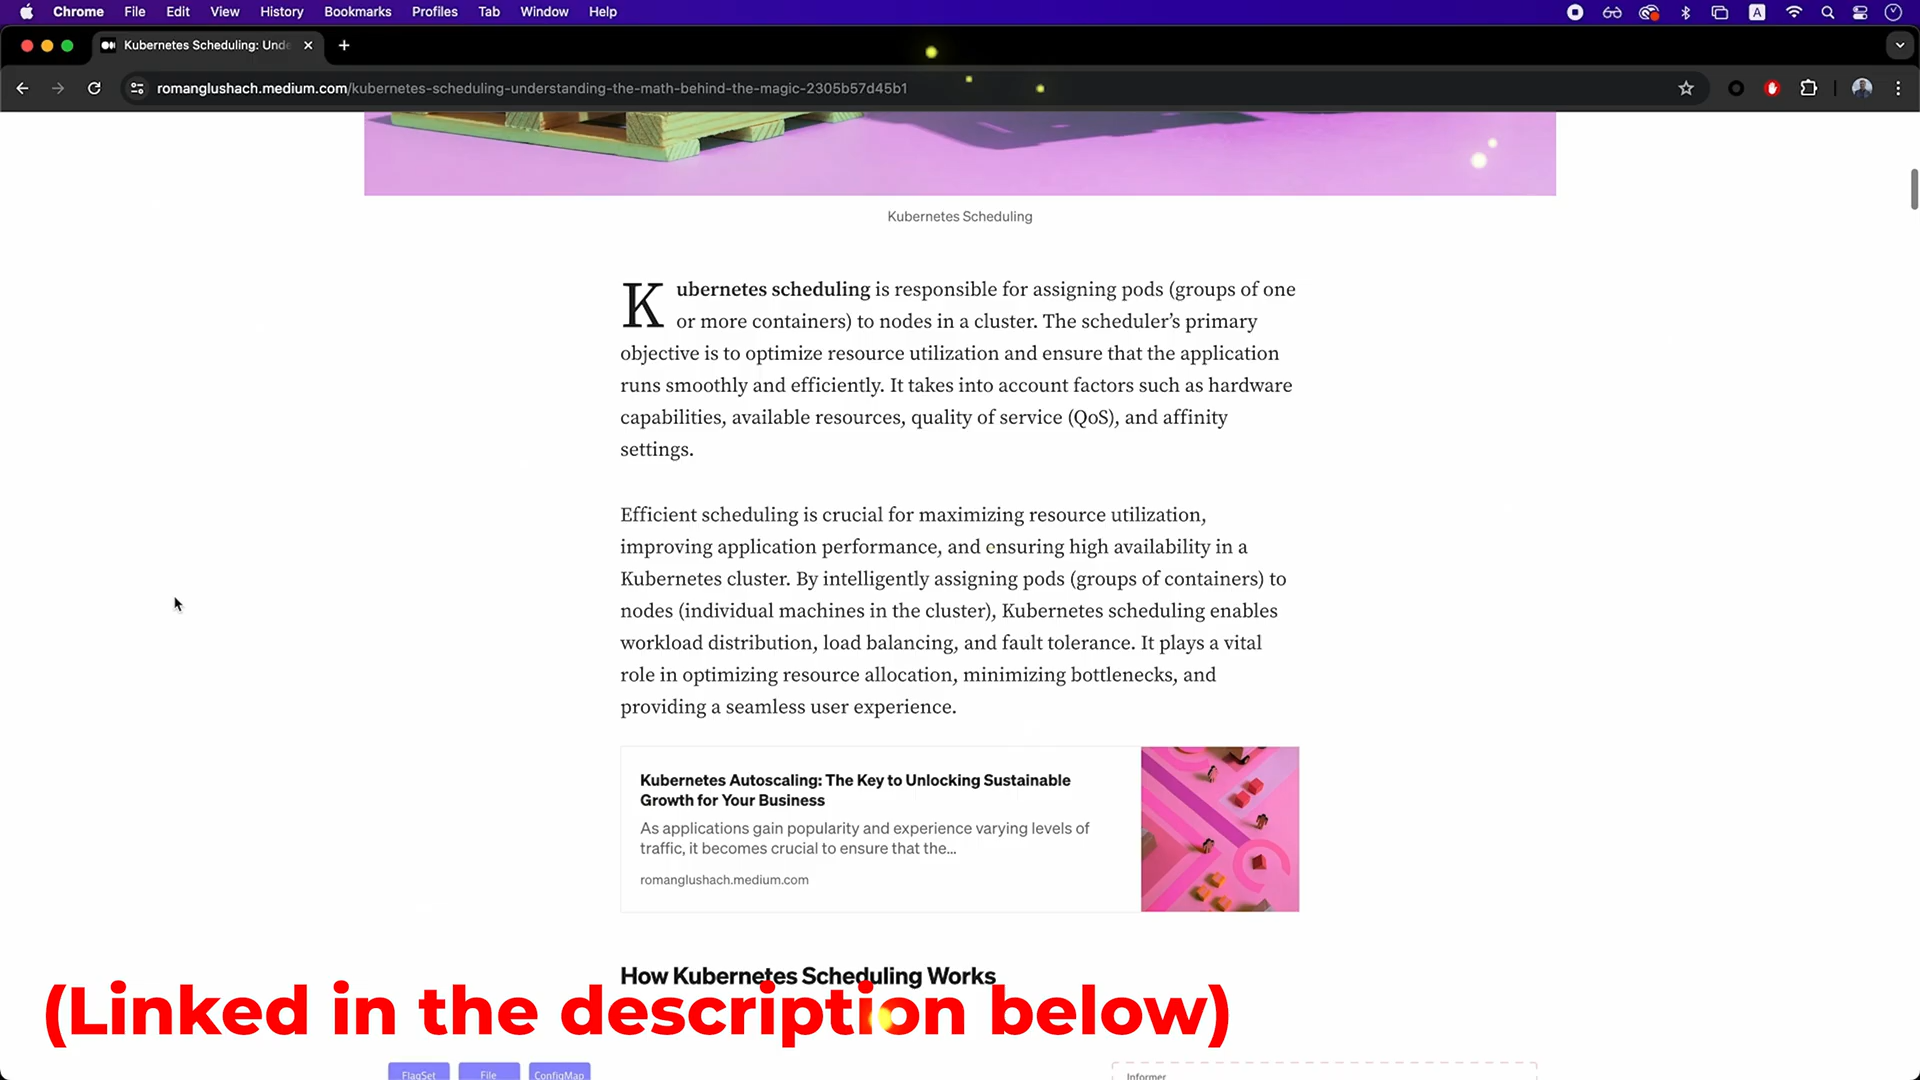 Chrome File Edit View History Bookmarks Profiles Tab Window Help
A
Kubernetes Scheduling: Unde
romanglushach.medium.com/kubernetes-scheduling-understanding-the-math-behind-the-magic-2305b57d45b1
Kubernetes Scheduling
Kubernetes scheduling is responsible for assigning pods (groups of one
or more containers) to nodes in a cluster. The scheduler’s primary
objective is to optimize resource utilization and ensure that the application
runs smoothly and efficiently. It takes into account factors such as hardware
capabilities, available resources, quality of service (QoS), and affinity
settings.
Efficient scheduling is crucial for maximizing resource utilization,
improving application performance, and ensuring high availability in a
Kubernetes cluster. By intelligently assigning pods (groups of containers) to
nodes (individual machines in the cluster), Kubernetes scheduling enables
workload distribution, load balancing, and fault tolerance. It plays a vital
role in optimizing resource allocation, minimizing bottlenecks, and
providing a seamless user experience.
Kubernetes Autoscaling: The Key to Unlocking Sustainable
Growth for Your Business
As applications gain popularity and experience varying levels of
traffic, it becomes crucial to ensure that the...
romanglushach.medium.com
How Kubernetes Scheduling Works
(Linked in the description below)
FlagSet File ConfigMap Informer